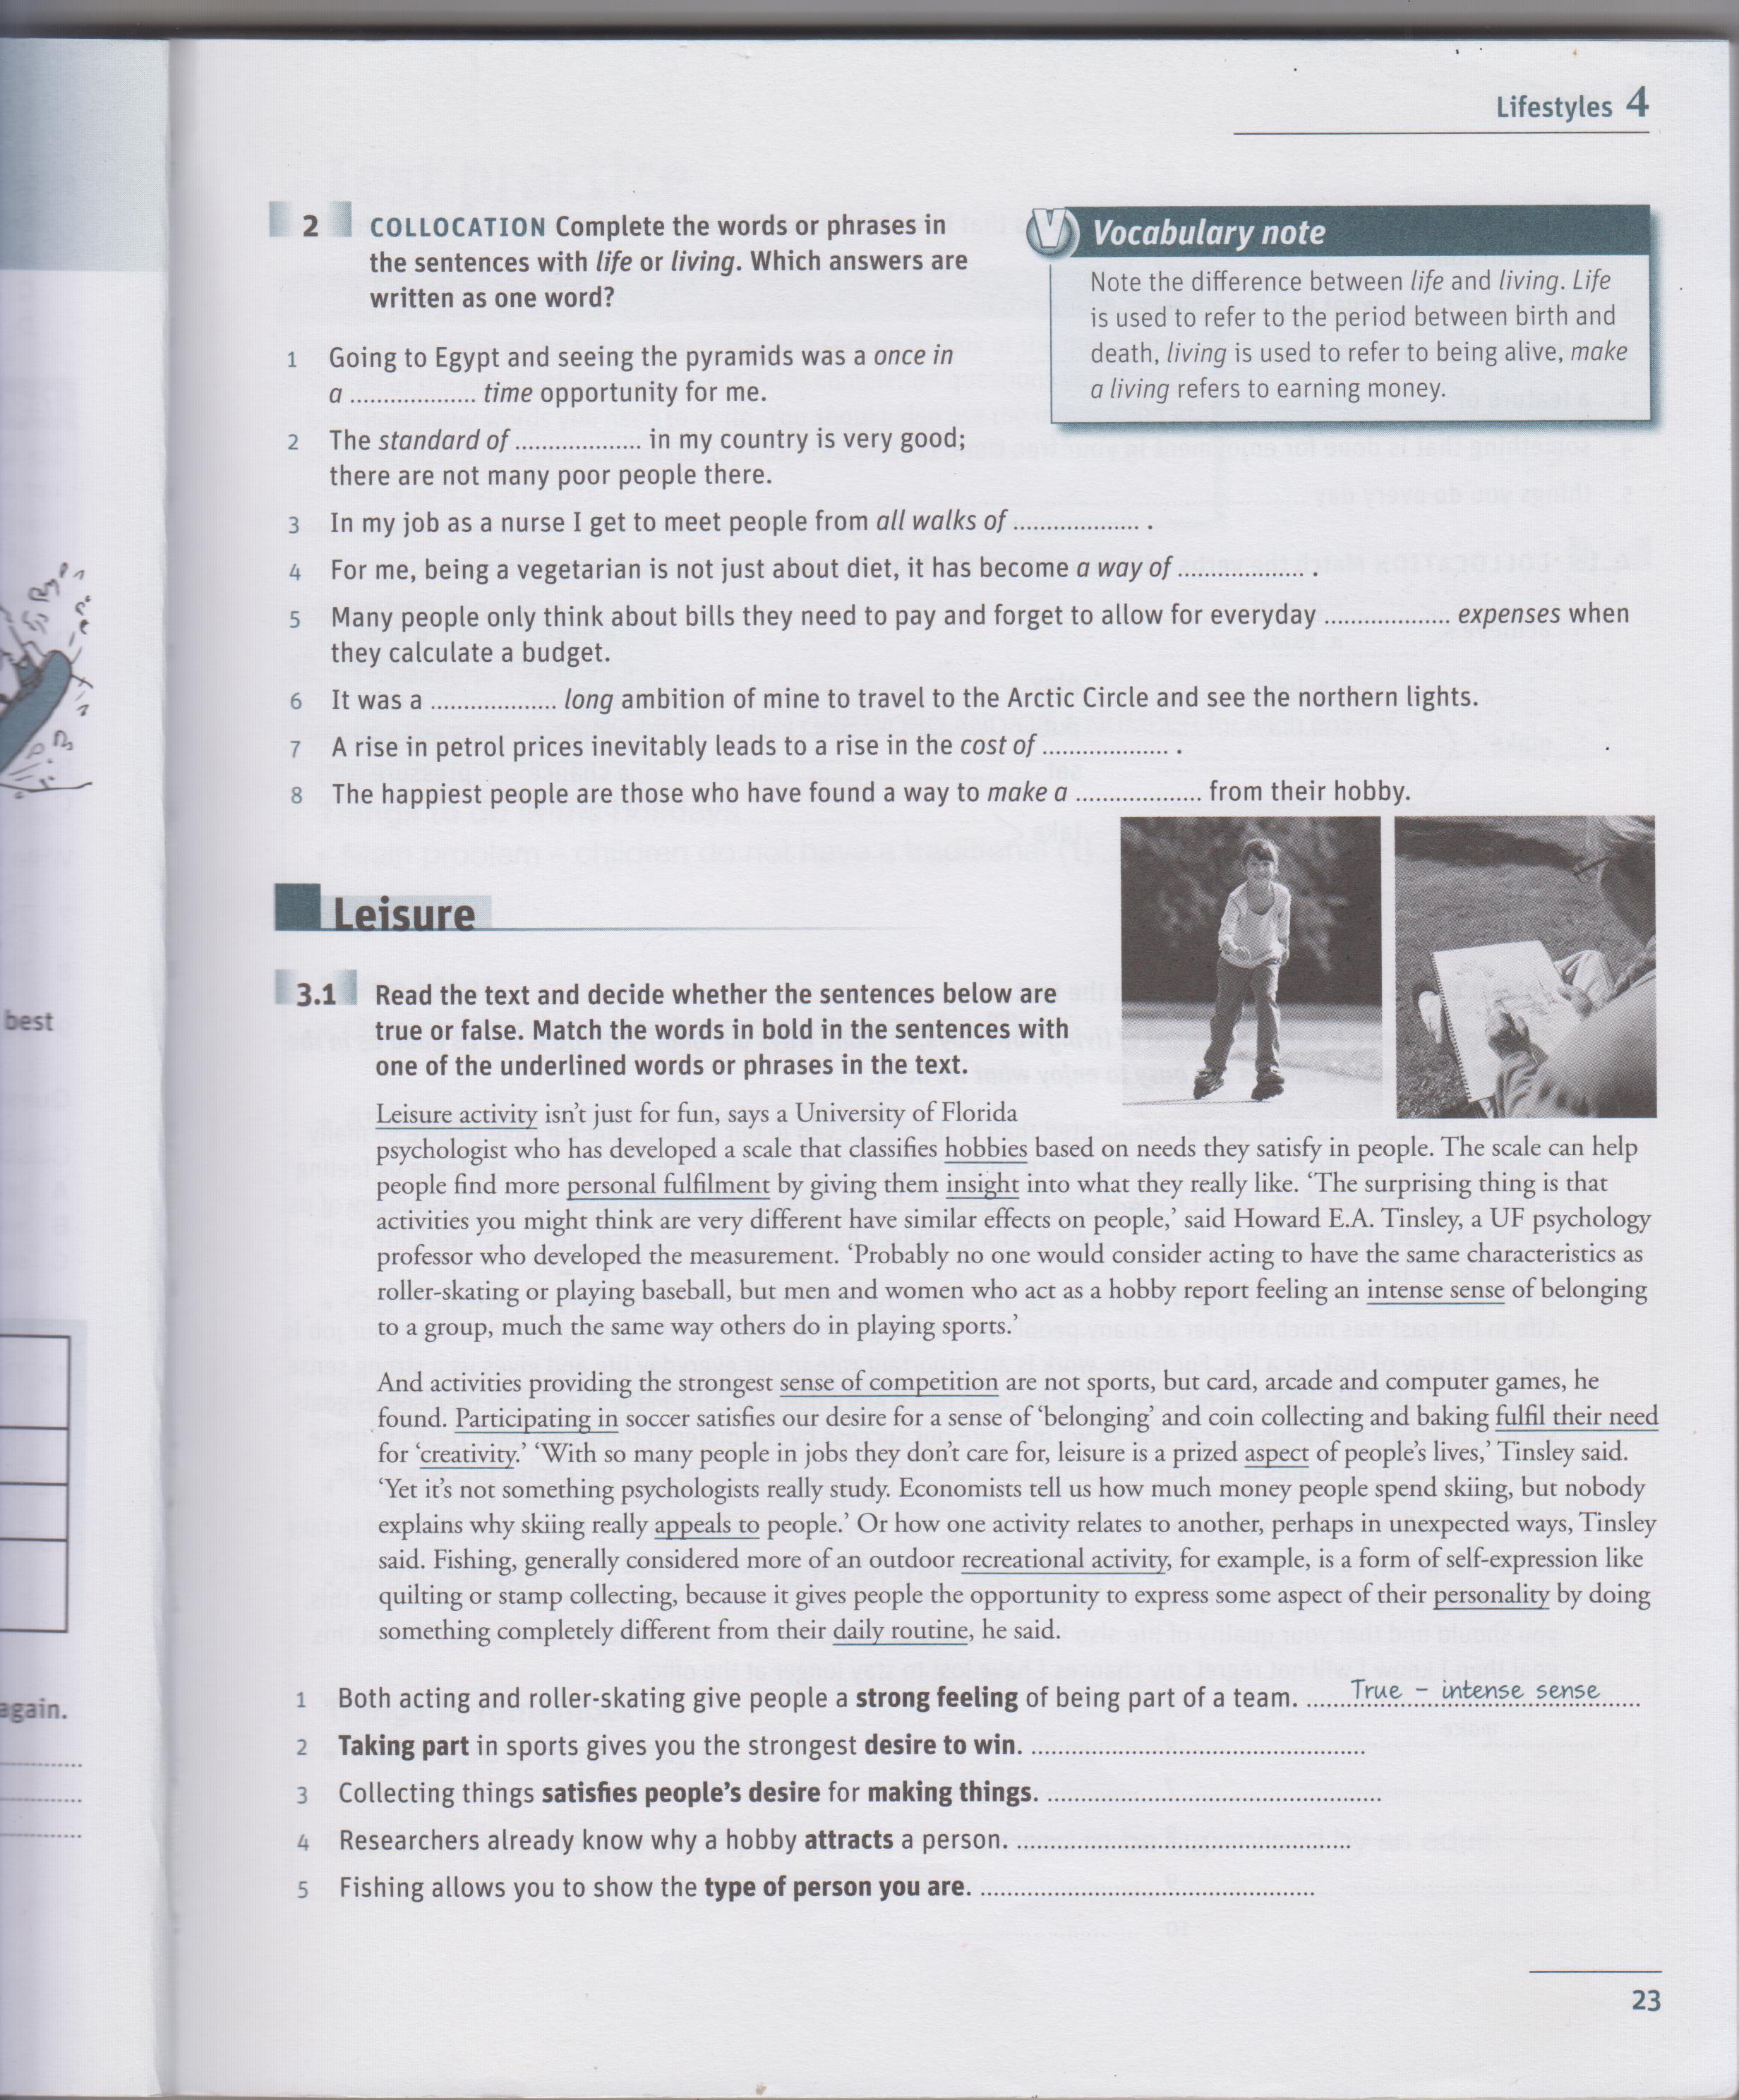 Lifestyles 4
2 COLLOCATION Complete the words or phrases in
the sentences with life or living. Which answers are
written as one word?
V Vocabulary note
Note the difference between life and living. Life
is used to refer to the period between birth and
death, living is used to refer to being alive, make
a living refers to earning money.
1 Going to Egypt and seeing the pyramids was a once in
a ................... time opportunity for me.
2 The standard of ................... in my country is very good;
there are not many poor people there.
3 In my job as a nurse I get to meet people from all walks of ................... .
4 For me, being a vegetarian is not just about diet, it has become a way of ................... .
5 Many people only think about bills they need to pay and forget to allow for everyday ................... expenses when
they calculate a budget.
6 It was a ................... long ambition of mine to travel to the Arctic Circle and see the northern lights.
7 A rise in petrol prices inevitably leads to a rise in the cost of ................... .
8 The happiest people are those who have found a way to make a ................... from their hobby.
Leisure
3.1 Read the text and decide whether the sentences below are
true or false. Match the words in bold in the sentences with
one of the underlined words or phrases in the text.
Leisure activity isn't just for fun, says a University of Florida
psychologist who has developed a scale that classifies hobbies based on needs they satisfy in people. The scale can help
people find more personal fulfilment by giving them insight into what they really like. 'The surprising thing is that
activities you might think are very different have similar effects on people,' said Howard E.A. Tinsley, a UF psychology
professor who developed the measurement. 'Probably no one would consider acting to have the same characteristics as
roller-skating or playing baseball, but men and women who act as a hobby report feeling an intense sense of belonging
to a group, much the same way others do in playing sports.'
And activities providing the strongest sense of competition are not sports, but card, arcade and computer games, he
found. Participating in soccer satisfies our desire for a sense of 'belonging' and coin collecting and baking fulfil their need
for 'creativity.' 'With so many people in jobs they don't care for, leisure is a prized aspect of people's lives,' Tinsley said.
'Yet it's not something psychologists really study. Economists tell us how much money people spend skiing, but nobody
explains why skiing really appeals to people.' Or how one activity relates to another, perhaps in unexpected ways, Tinsley
said. Fishing, generally considered more of an outdoor recreational activity, for example, is a form of self-expression like
quilting or stamp collecting, because it gives people the opportunity to express some aspect of their personality by doing
something completely different from their daily routine, he said.
1 Both acting and roller-skating give people a strong feeling of being part of a team. True – intense sense
2 Taking part in sports gives you the strongest desire to win. ...................
3 Collecting things satisfies people's desire for making things. ...................
4 Researchers already know why a hobby attracts a person. ...................
5 Fishing allows you to show the type of person you are. ...................
23
best
again.